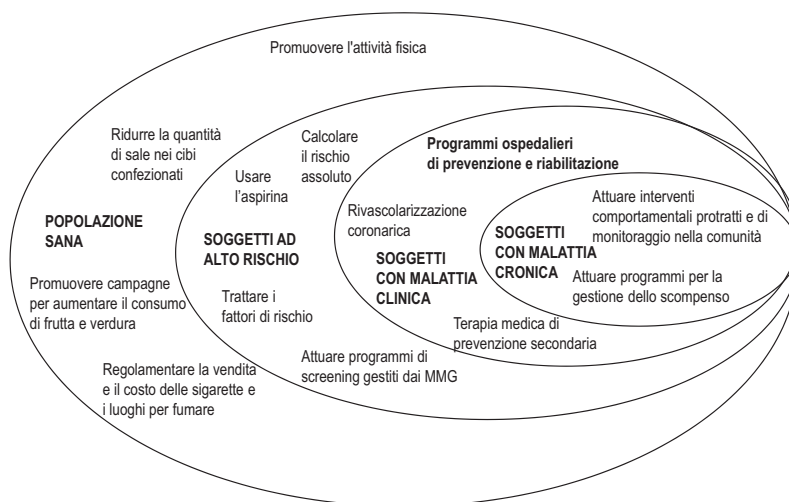 Promuovere l'attività fisica
Ridurre la quantità
di sale nei cibi
confezionati
Calcolare
il rischio
assoluto
Usare
l'aspirina
Programmi ospedalieri
di prevenzione e riabilitazione
Attuare interventi
comportamentali protratti e di
monitoraggio nella comunità
Rivascolarizzazione
coronarica
POPOLAZIONE
SANA
SOGGETTI AD
ALTO RISCHIO
SOGGETTI
CON MALATTIA
CLINICA
SOGGETTI
CON MALATTIA
CRONICA
Attuare programmi per la
gestione dello scompenso
Promuovere campagne
per aumentare il consumo
di frutta e verdura
Trattare i
fattori di rischio
Terapia medica di
prevenzione secondaria
Attuare programmi di
screening gestiti dai MMG
Regolamentare la vendita
e il costo delle sigarette e
i luoghi per fumare